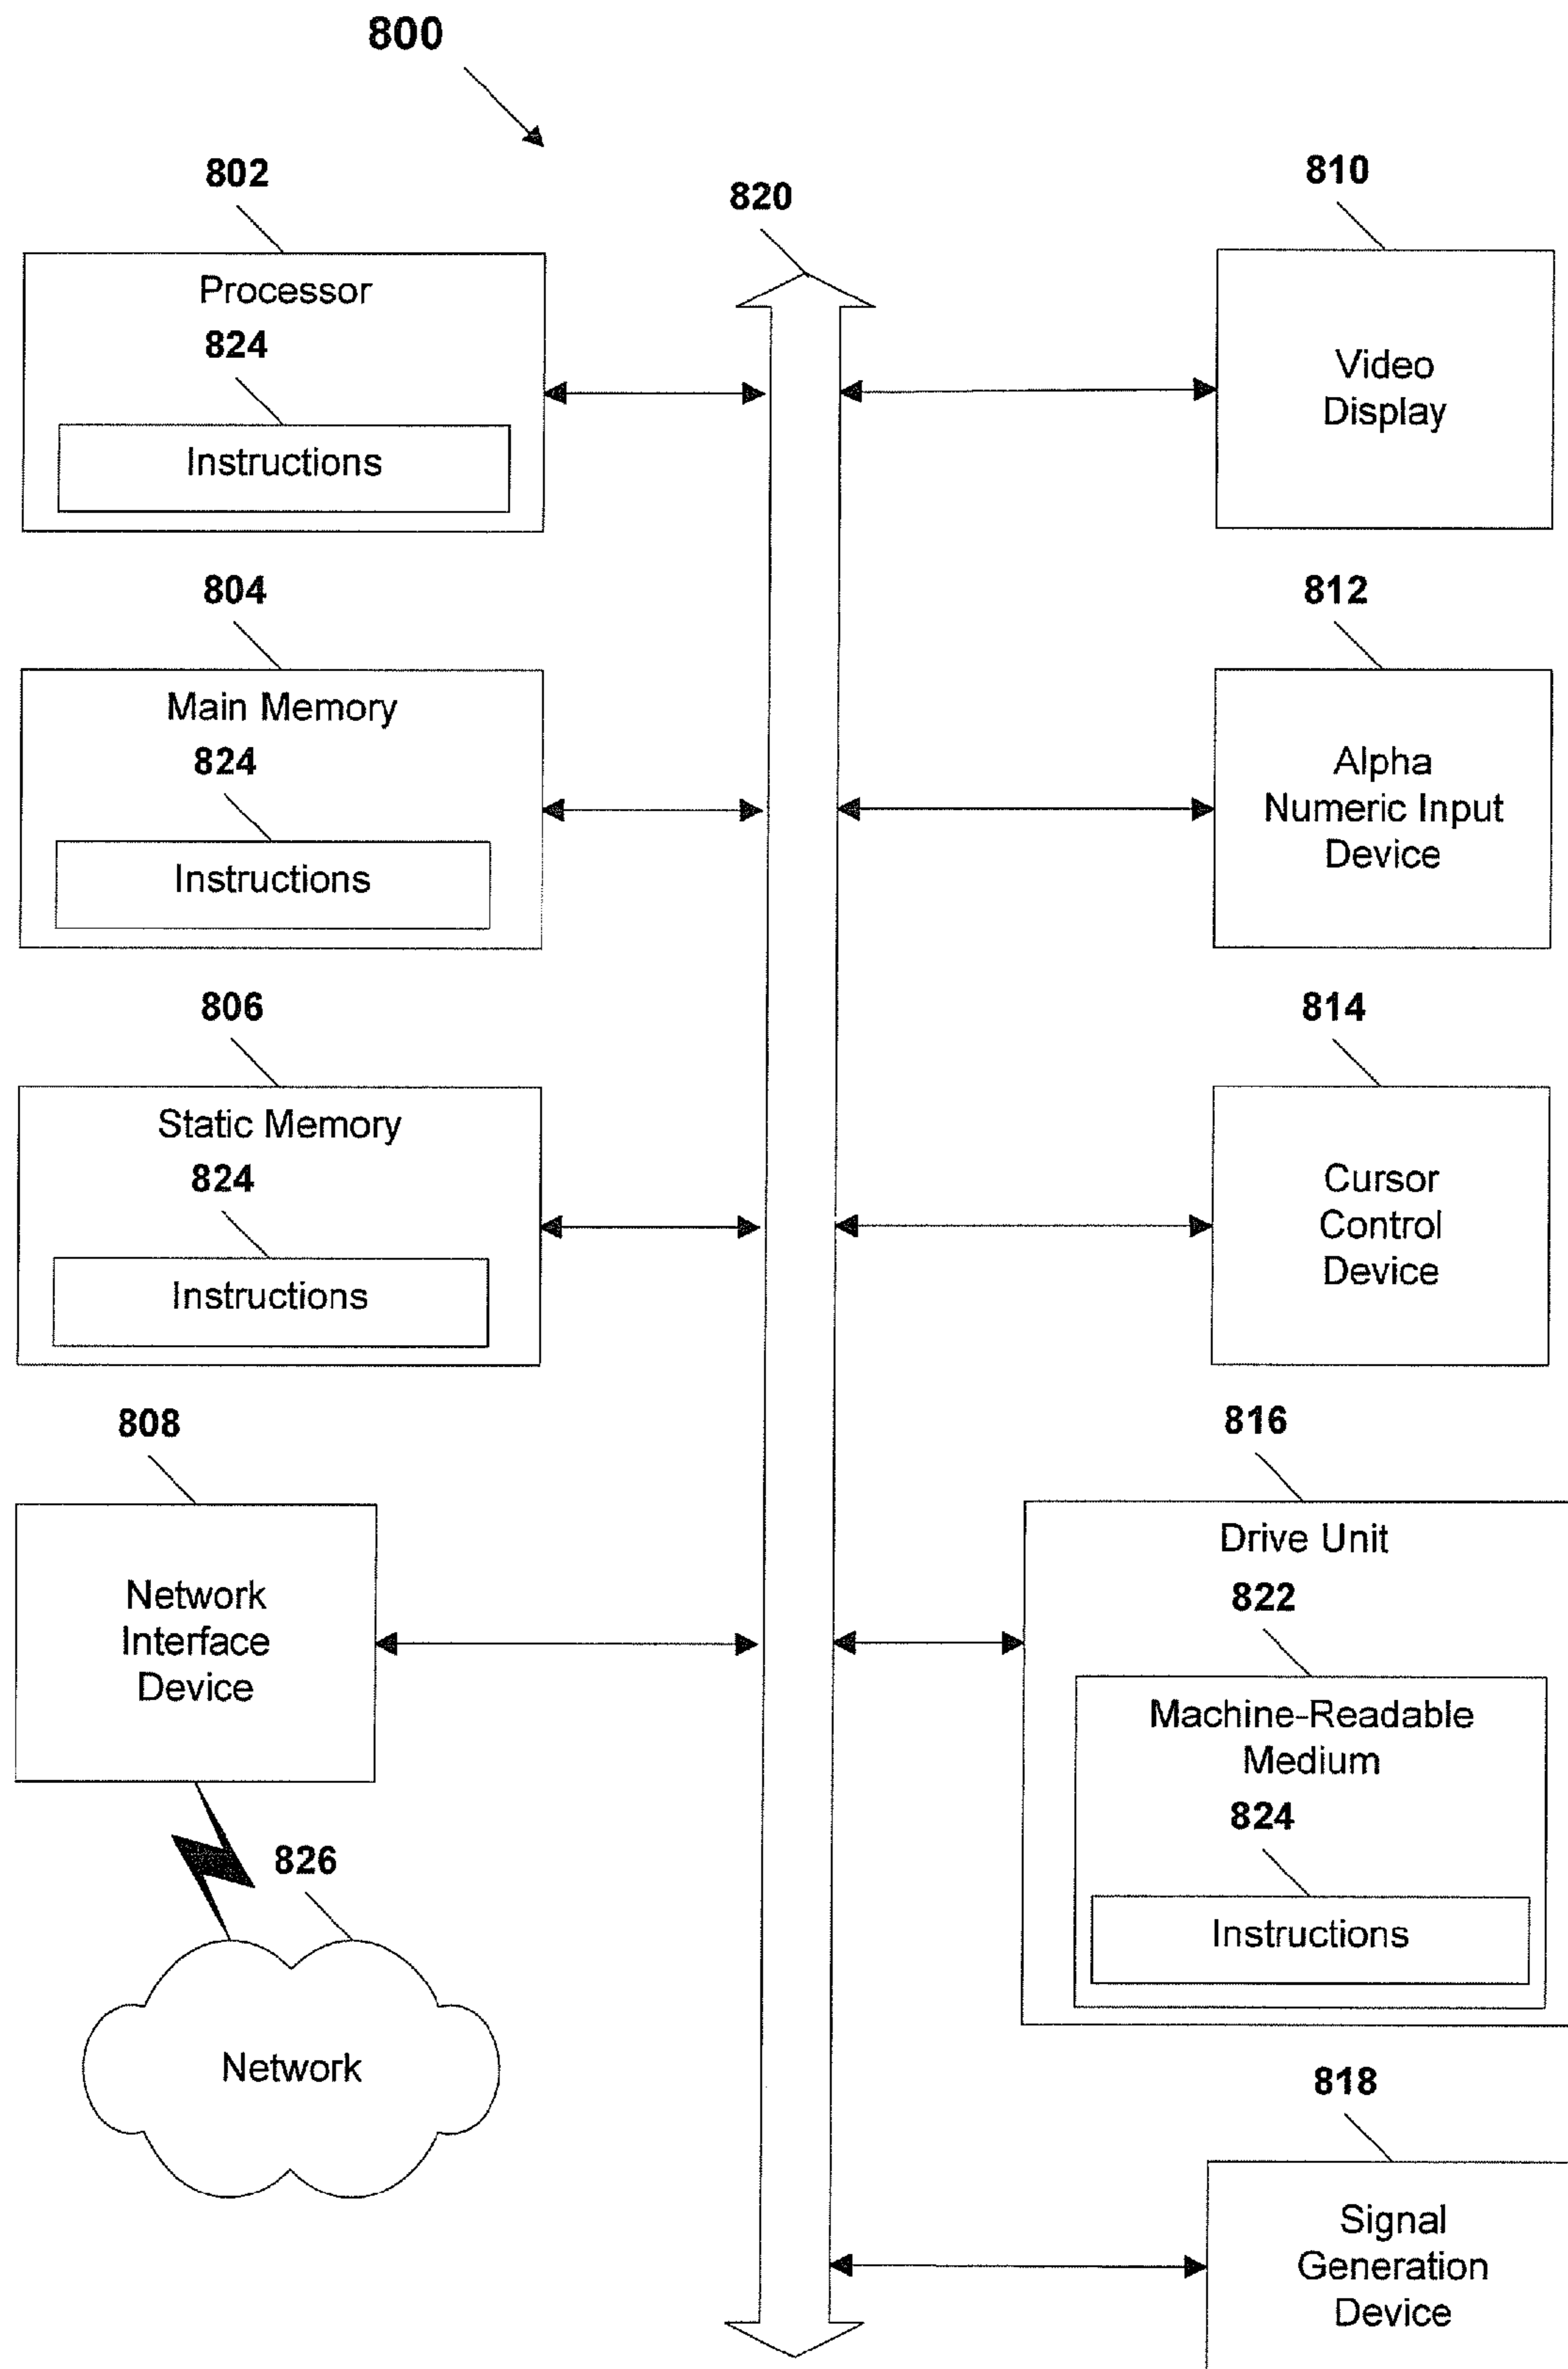 800
802
Processor
824
Instructions
804
Main Memory
824
Instructions
806
Static Memory
824
Instructions
808
Network
Interface
Device
826
Network
820
810
Video
Display
812
Alpha
Numeric Input
Device
814
Cursor
Control
Device
816
Drive Unit
822
Machine-Readable
Medium
824
Instructions
818
Signal
Generation
Device